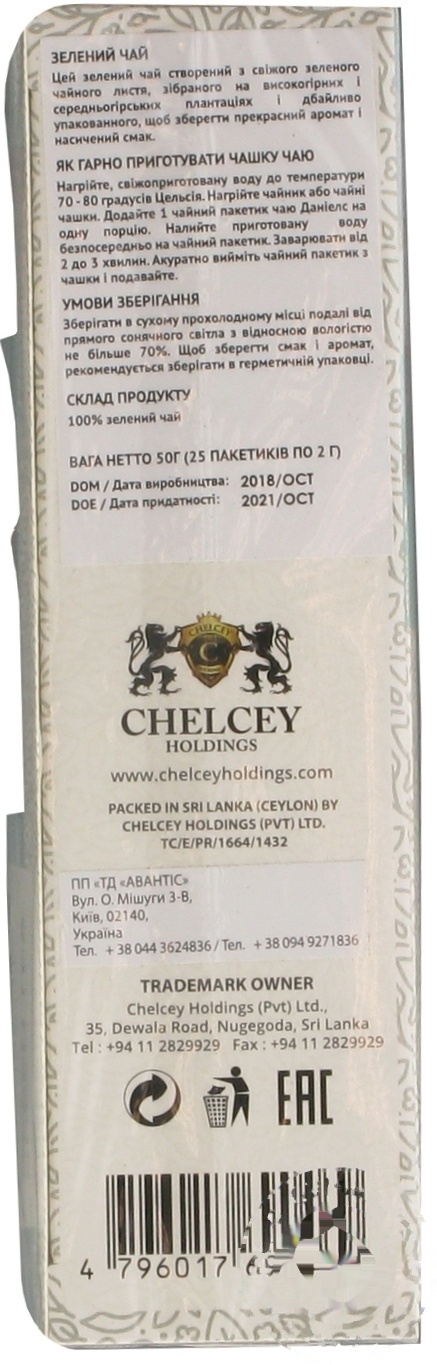 ЗЕЛЕНИЙ ЧАЙ
Цей зелений чай створений з свіжого зеленого
чайного листя, зібраного на високогірних і
середньогірських плантаціях і дбайливо
упакованного, щоб зберегти прекрасний аромат і
насичений смак.
ЯК ГАРНО ПРИГОТУВАТИ ЧАШКУ ЧАЮ
Нагрійте, свіжоприготовану воду до температури
70 - 80 градусів Цельсія. Нагрійте чайник або чайні
чашки. Додайте 1 чайний пакетик чаю Даніелс на
одну порцію. Налийте приготовану воду
безпосередньо на чайний пакетик. Заварювати від
2 до 3 хвилин. Акуратно вийміть чайний пакетик з
чашки і подавайте.
УМОВИ ЗБЕРІГАННЯ
Зберігати в сухому прохолодному місці подалі від
прямого сонячного світла з відносною вологістю
не більше 70%. Щоб зберегти смак і аромат,
рекомендується зберігати в герметичній упаковці.
СКЛАД ПРОДУКТУ
100% зелений чай
ВАГА НЕТТО 50Г (25 ПАКЕТИКІВ ПО 2 Г)
DOM / Дата виробництва: 2018/OCT
DOE / Дата придатності: 2021/OCT
CHELCEY
C
CHELCEY
HOLDINGS
www.chelceyholdings.com
PACKED IN SRI LANKA (CEYLON) BY
CHELCEY HOLDINGS (PVT) LTD.
TC/E/PR/1664/1432
ПП «ТД «АВАНТІС»
Вул. О. Мішуги 3-В,
Київ, 02140,
Україна
Тел. + 38 044 3624836 / Тел. + 38 094 9271836
TRADEMARK OWNER
Chelcey Holdings (Pvt) Ltd.,
35, Dewala Road, Nugegoda, Sri Lanka
Tel : +94 11 2829929 Fax : +94 11 2829929
EAC
4 796017 69